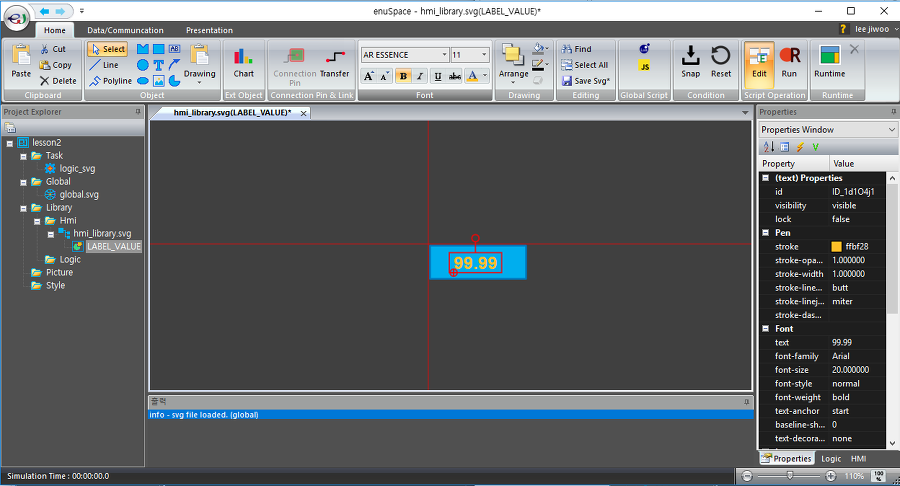 enuSpace - hmi_library.svg(LABEL_VALUE)*
Home Data/Communcation Presentation lee jiwoo
Paste Cut Copy Delete
Clipboard
Select Line Polyline AB T Drawing
Object
Chart
Ext Object
Connection Pin Transfer
Connection Pin & Link
AR ESSENCE 11
A A B I U abc A
Font
Arrange
Drawing
Find
Select All
Save Svg*
Editing
JS
Global Script
Snap Reset
Condition
Edit Run
Script Operation
Runtime
Runtime
Project Explorer
lesson2
Task
logic_svg
Global
global.svg
Library
Hmi
hmi_library.svg
LABEL_VALUE
Logic
Picture
Style
hmi_library.svg(LABEL_VALUE)*
99.99
출력
info - svg file loaded. (global)
Properties
Properties Window
Property Value
(text) Properties
id ID_1d1O4j1
visibility visible
lock false
Pen
stroke ffbf28
stroke-opa... 1.000000
stroke-width 1.000000
stroke-line... butt
stroke-linej... miter
stroke-das...
Font
text 99.99
font-family Arial
font-size 20.000000
font-style normal
font-weight bold
text-anchor start
baseline-sh... 0
text-decora... none
Properties Logic HMI
Simulation Time : 00:00:00.0
110% 100 %